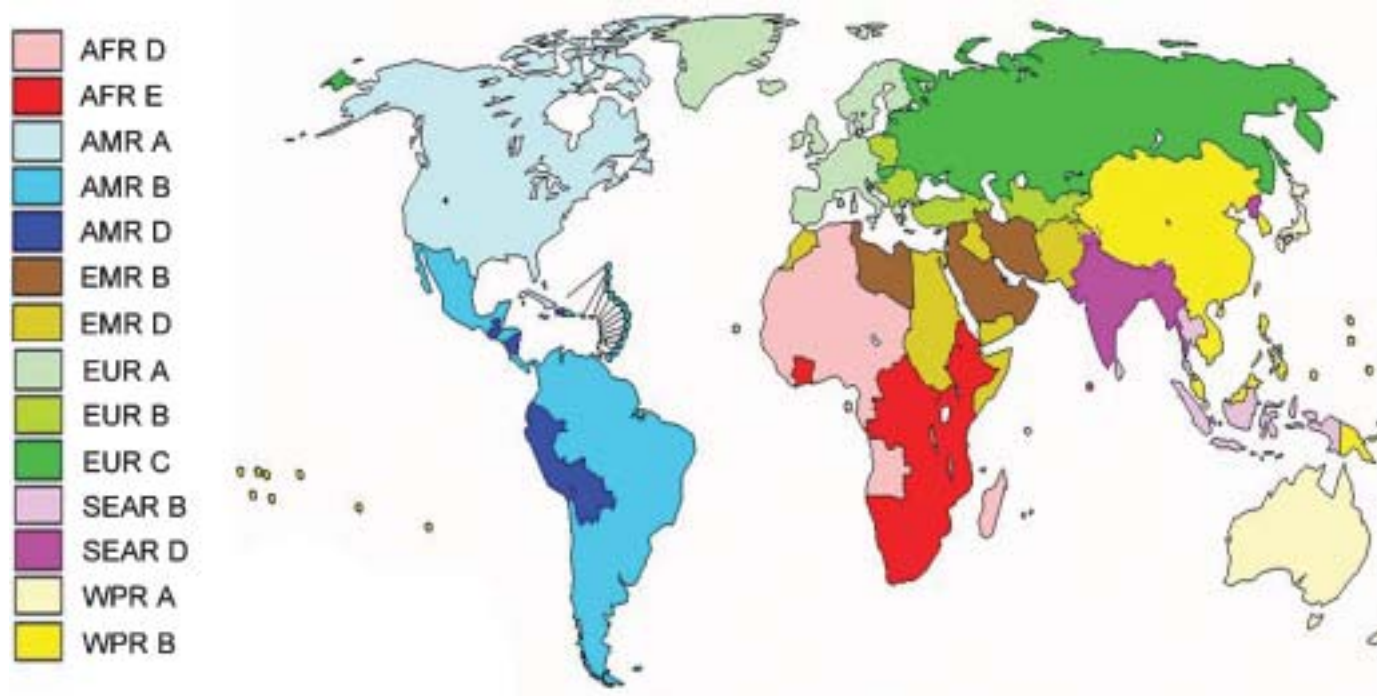 AFR D
AFR E
AMR A
AMR B
AMR D
EMR B
EMR D
EUR A
EUR B
EUR C
SEAR B
SEAR D
WPR A
WPR B